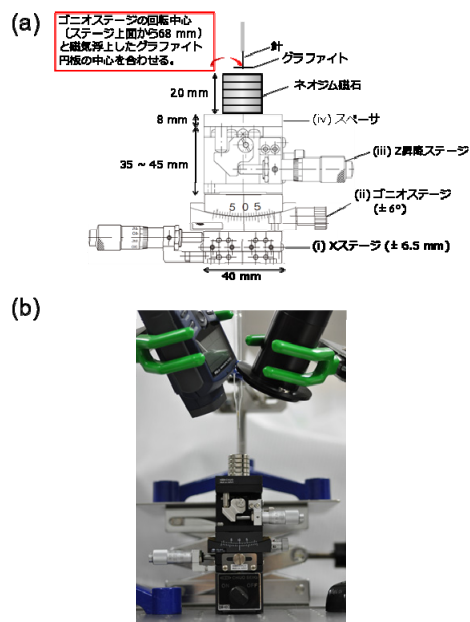 (a)
ゴニオステージの回転中心
(ステージ上面から68 mm)
と磁気浮上したグラファイト
円板の中心を合わせる。
針
グラファイト
ネオジム磁石
20 mm
8 mm
(iv) スペーサ
35 ~ 45 mm
(iii) Z昇降ステージ
(ii) ゴニオステージ
(± 6°)
5 0 5
(i) Xステージ (± 6.5 mm)
40 mm
(b)